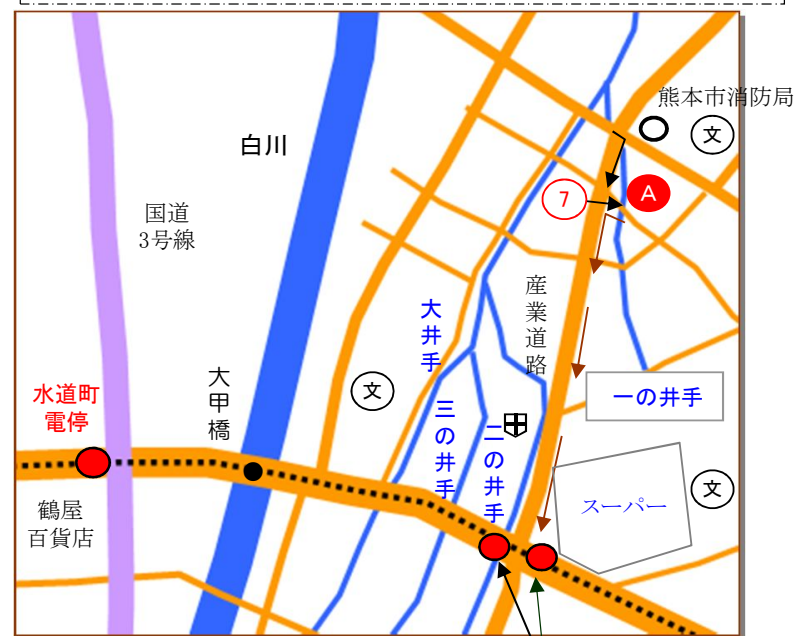 熊本市消防局
文
白川
7
A
国道
3号線
産業道路
大井手
大甲橋
文
水道町
電停
一の井手
三の井手
二の井手
文
スーパー
鶴屋
百貨店